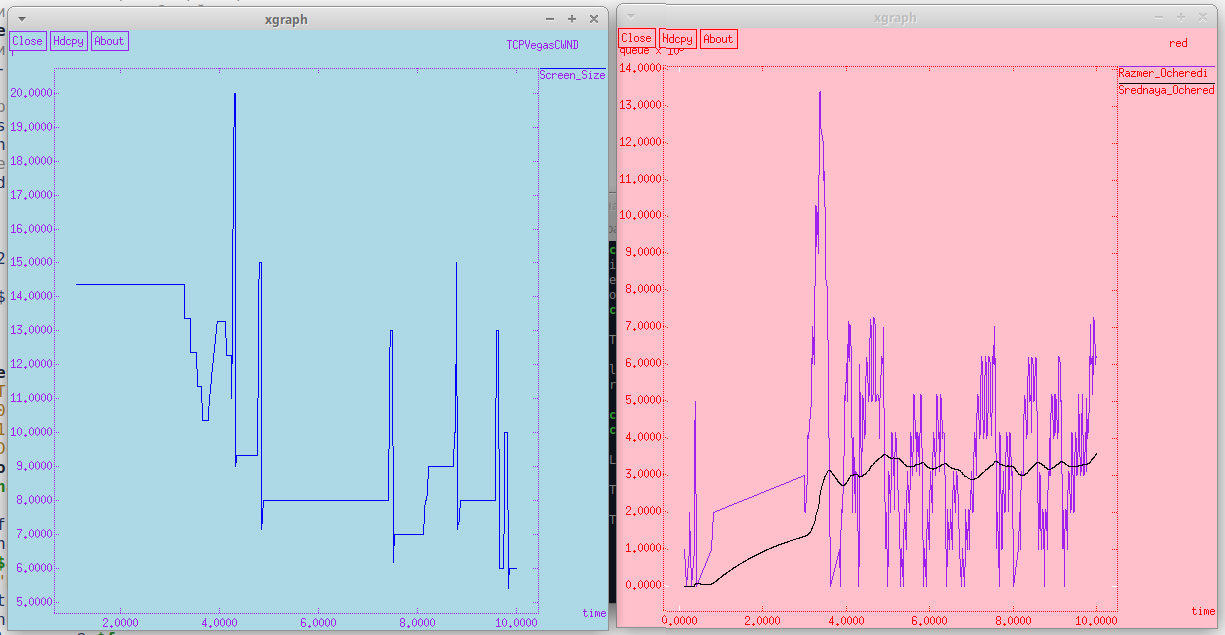 xgraph
Close Hdcpy About
TCPVegasCWND
Screen_Size
20.0000
19.0000
18.0000
17.0000
16.0000
15.0000
14.0000
13.0000
12.0000
11.0000
10.0000
9.0000
8.0000
7.0000
6.0000
5.0000
2.0000 4.0000 6.0000 8.0000 10.0000
time
xgraph
Close Hdcpy About
red
Razmer_Ocheredi
Srednaya_Ochered
14.0000
13.0000
12.0000
11.0000
10.0000
9.0000
8.0000
7.0000
6.0000
5.0000
4.0000
3.0000
2.0000
1.0000
0.0000
0.0000 2.0000 4.0000 6.0000 8.0000 10.0000
time